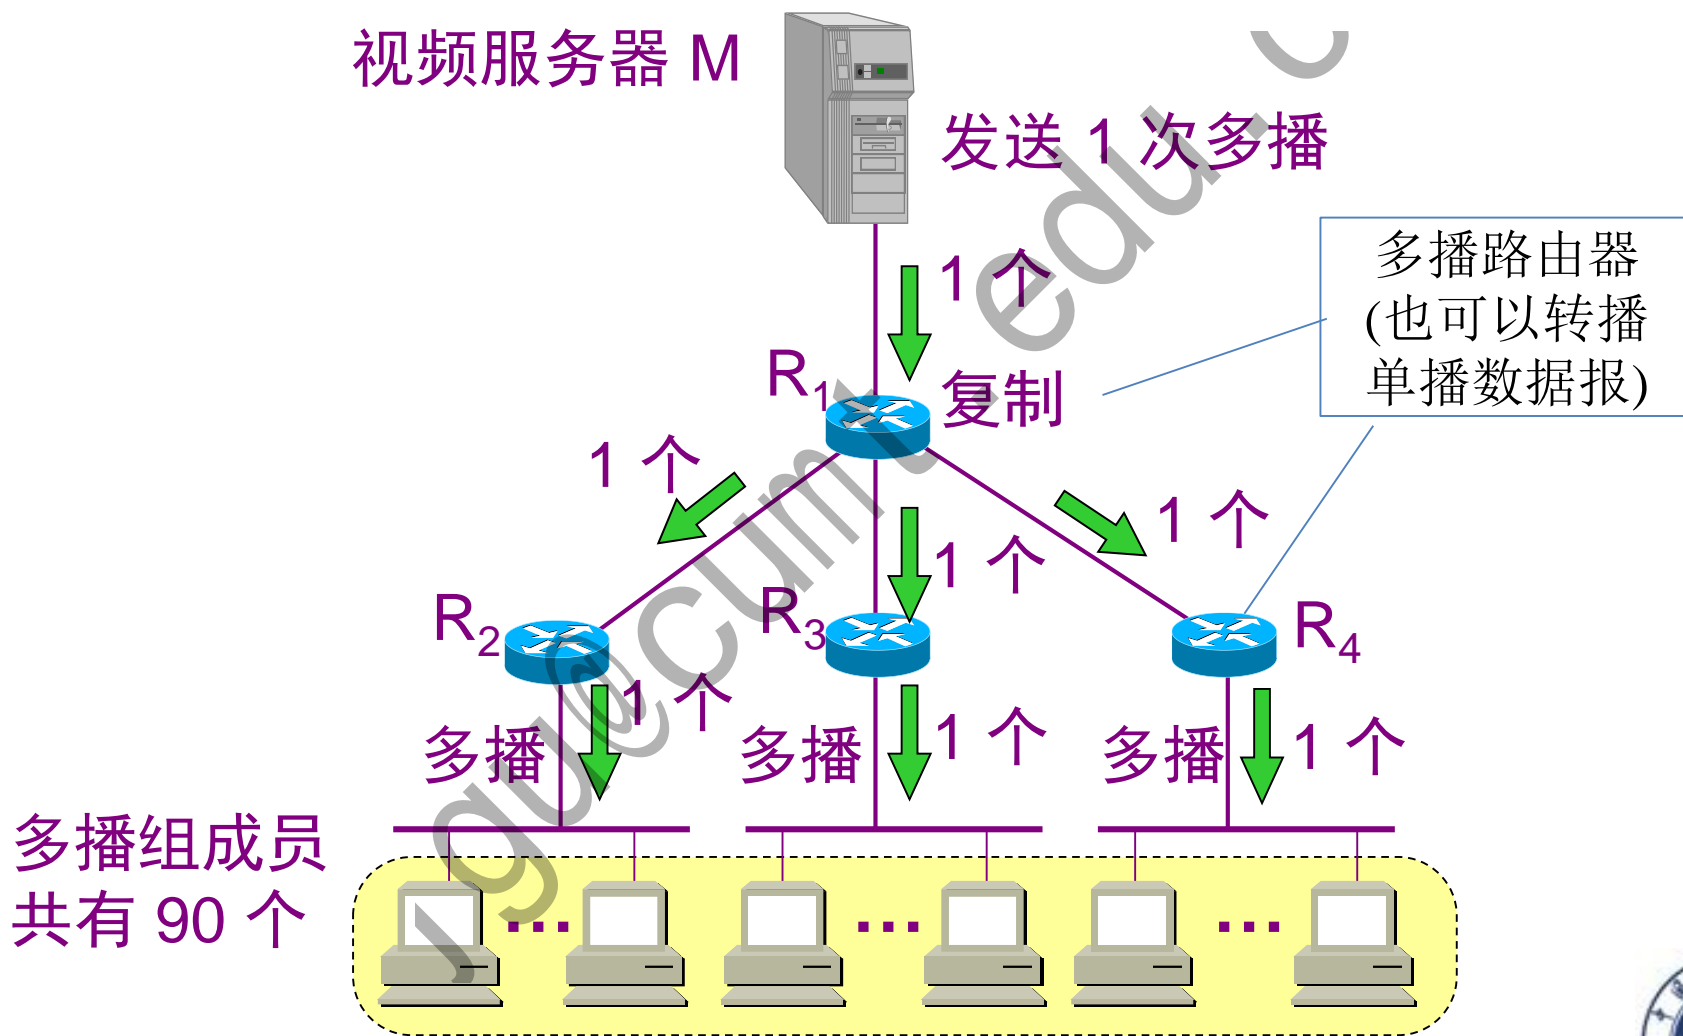 视频服务器 M
发送 1 次多播
1 个
多播路由器
(也可以转播
单播数据报)
R1
复制
1 个
1 个
1 个
R2
R3
R4
1 个
1 个
1 个
多播
多播
多播
多播组成员
共有 90 个
...
...
...
gu@cumt.edu.c